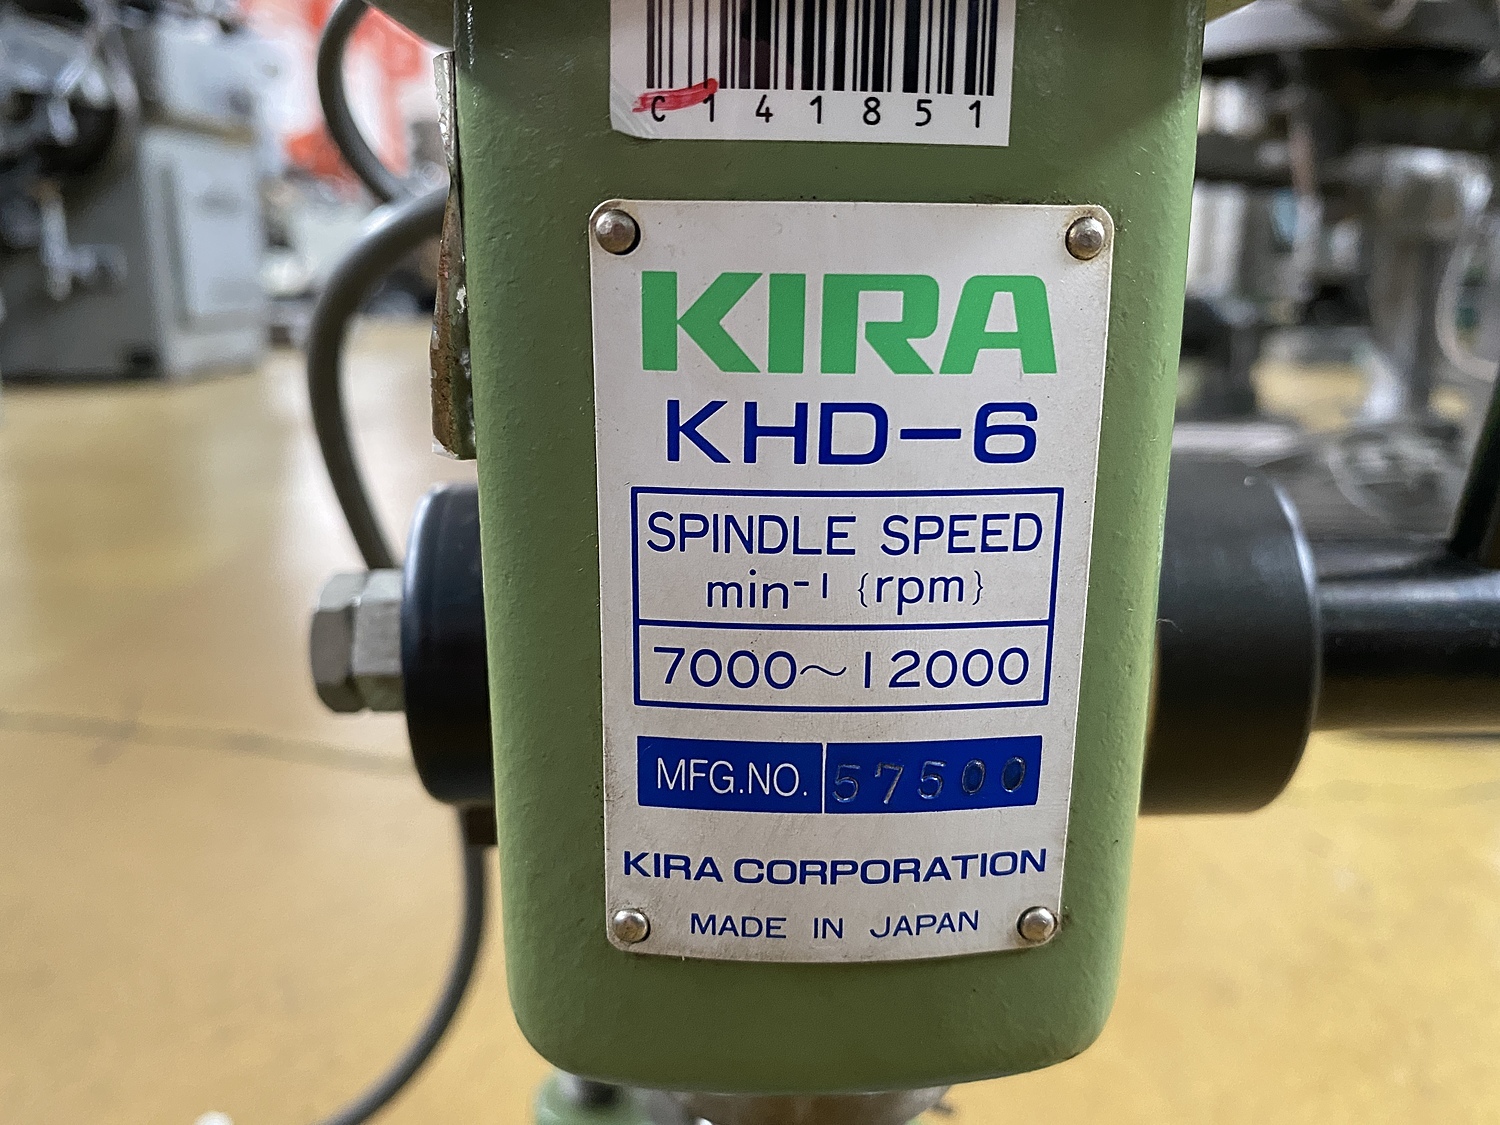 C141851
KIRA
KHD-6
SPINDLE SPEED
min⁻¹ {rpm}
7000~12000
MFG.NO. 57500
KIRA CORPORATION
MADE IN JAPAN